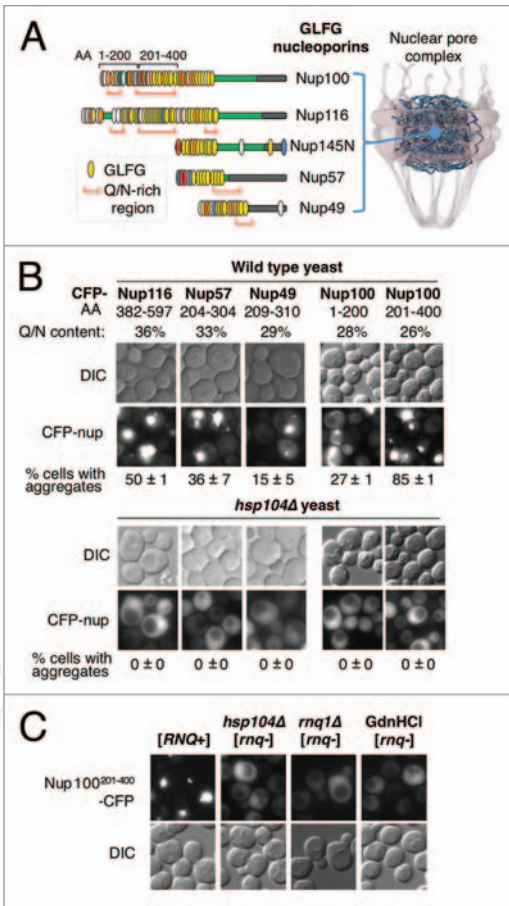 A
AA 1-200 201-400
GLFG
nucleoporins
Nuclear pore
complex
Nup100
Nup116
Nup145N
Nup57
Nup49
GLFG
Q/N-rich
region
B
Wild type yeast
CFP- Nup116 Nup57 Nup49 Nup100 Nup100
AA 382-597 204-304 209-310 1-200 201-400
Q/N content: 36% 33% 29% 28% 26%
DIC
CFP-nup
% cells with
aggregates 50 ± 1 36 ± 7 15 ± 5 27 ± 1 85 ± 1
hsp104Δ yeast
DIC
CFP-nup
% cells with
aggregates 0 ± 0 0 ± 0 0 ± 0 0 ± 0 0 ± 0
C
[RNQ+] hsp104Δ [rnq-] rnq1Δ [rnq-] GdnHCl [rnq-]
Nup100201-400
-CFP
DIC